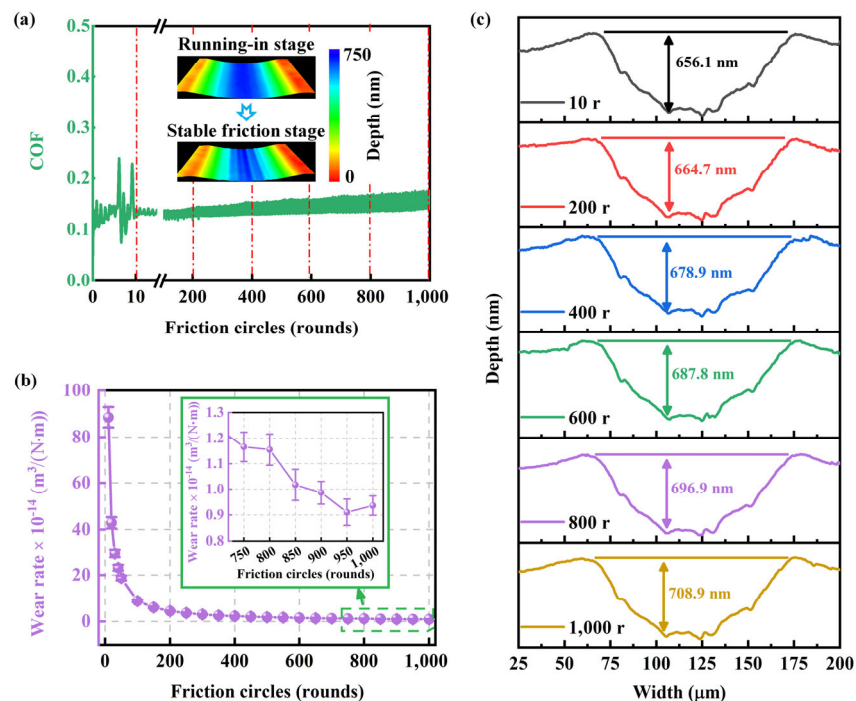 (a)
0.5
0.4
0.3
0.2
0.1
0.0
COF
Running-in stage
Stable friction stage
750
0
Depth (nm)
0 10 200 400 600 800 1,000
Friction circles (rounds)
(b)
100
80
60
40
20
0
Wear rate × 10⁻¹⁴ (m³/(N·m))
0 200 400 600 800 1,000
Friction circles (rounds)
1.3
1.2
1.1
1.0
0.9
0.8
Wear rate × 10⁻¹⁴ (m³/(N·m))
750 800 850 900 950 1,000
Friction circles (rounds)
(c)
Depth (nm)
656.1 nm
10 r
664.7 nm
200 r
678.9 nm
400 r
687.8 nm
600 r
696.9 nm
800 r
708.9 nm
1,000 r
25 50 75 100 125 150 175 200
Width (μm)